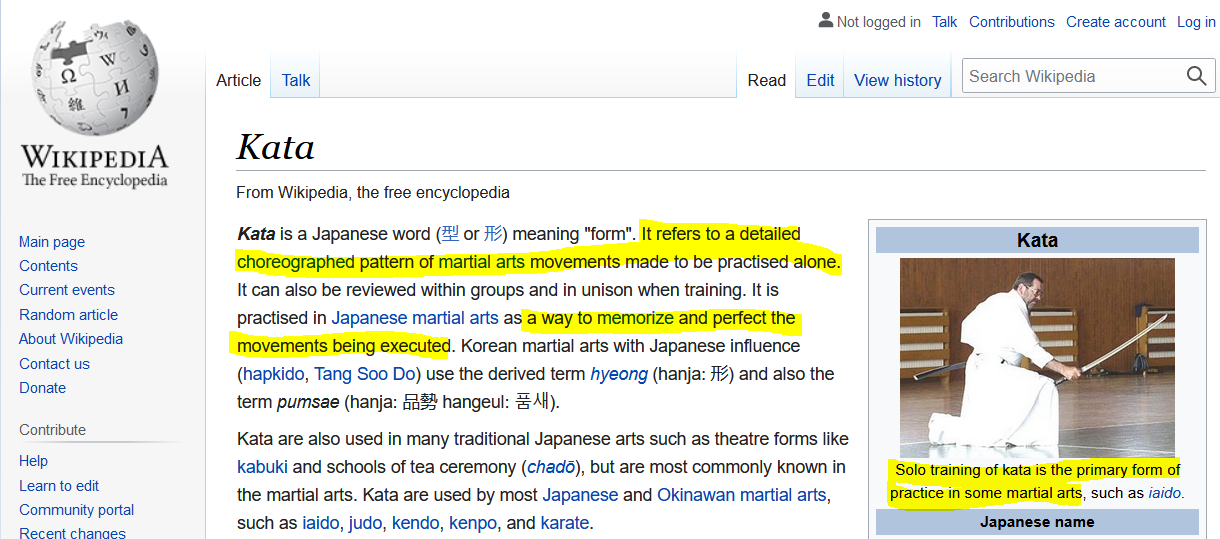 Not logged in Talk Contributions Create account Log in
Article Talk Read Edit View history Search Wikipedia
WIKIPEDIA
The Free Encyclopedia
Main page
Contents
Current events
Random article
About Wikipedia
Contact us
Donate
Contribute
Help
Learn to edit
Community portal
Recent changes
Kata
From Wikipedia, the free encyclopedia
Kata is a Japanese word (型 or 形) meaning "form". It refers to a detailed
choreographed pattern of martial arts movements made to be practised alone.
It can also be reviewed within groups and in unison when training. It is
practised in Japanese martial arts as a way to memorize and perfect the
movements being executed. Korean martial arts with Japanese influence
(hapkido, Tang Soo Do) use the derived term hyeong (hanja: 形) and also the
term pumsae (hanja: 品勢 hangeul: 품새).
Kata are also used in many traditional Japanese arts such as theatre forms like
kabuki and schools of tea ceremony (chadō), but are most commonly known in
the martial arts. Kata are used by most Japanese and Okinawan martial arts,
such as iaido, judo, kendo, kenpo, and karate.
Kata
Solo training of kata is the primary form of
practice in some martial arts, such as iaido.
Japanese name